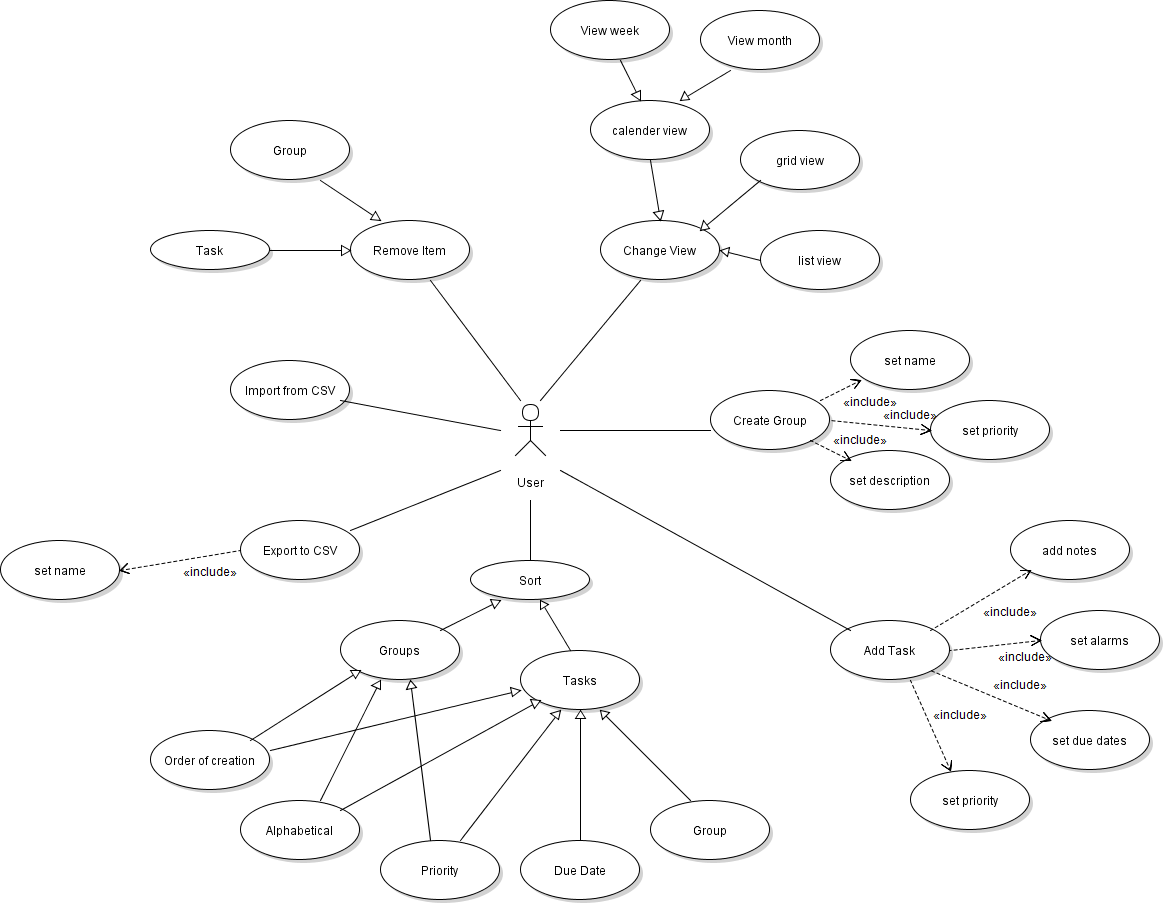 View week
View month
calender view
Group
grid view
Task
Remove Item
Change View
list view
set name
Import from CSV
«include»
«include»
Create Group
set priority
«include»
set description
User
Export to CSV
add notes
set name
«include»
Sort
«include»
set alarms
Groups
Add Task
«include»
Tasks
«include»
«include»
set due dates
Order of creation
set priority
Alphabetical
Group
Priority
Due Date